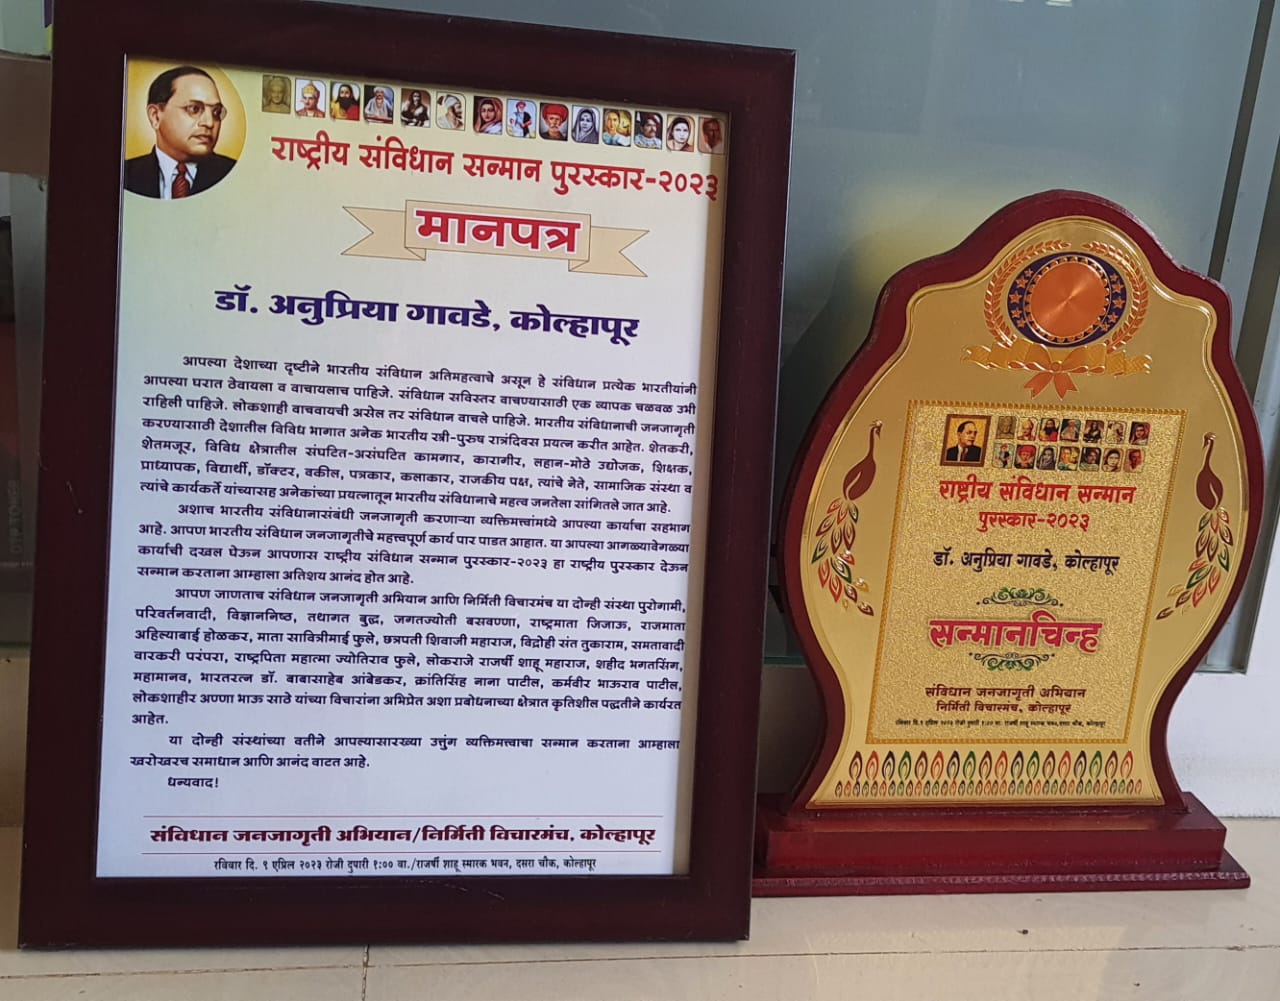 राष्ट्रीय संविधान सन्मान पुरस्कार-२०२३
मानपत्र
डॉ. अनुप्रिया गावडे, कोल्हापूर
आपल्या देशाच्या दृष्टीने भारतीय संविधान अतिमहत्वाचे असून हे संविधान प्रत्येक भारतीयांनी
आपल्या घरात ठेवायला व वाचायलाच पाहिजे. संविधान सविस्तर वाचण्यासाठी एक व्यापक चळवळ उभी
राहिली पाहिजे. लोकशाही वाचवायची असेल तर संविधान वाचले पाहिजे. भारतीय संविधानाची जनजागृती
करण्यासाठी देशातील विविध भागात अनेक भारतीय स्त्री-पुरुष रात्रंदिवस प्रयत्न करीत आहेत. शेतकरी,
शेतमजूर, विविध क्षेत्रातील संघटित-असंघटित कामगार, कारागीर, लहान-मोठे उद्योजक, शिक्षक,
प्राध्यापक, विद्यार्थी, डॉक्टर, वकील, पत्रकार, कलाकार, राजकीय पक्ष, त्यांचे नेते, सामाजिक संस्था व
त्यांचे कार्यकर्ते यांच्यासह अनेकांच्या प्रयत्नातून भारतीय संविधानाचे महत्व जनतेला सांगितले जात आहे.
अशाच भारतीय संविधानासंबंधी जनजागृती करणाऱ्या व्यक्तिमत्त्वांमध्ये आपल्या कार्याचा सहभाग
आहे. आपण भारतीय संविधान जनजागृतीचे महत्त्वपूर्ण कार्य पार पाडत आहात. या आपल्या आगळ्यावेगळ्या
कार्याची दखल घेऊन आपणास राष्ट्रीय संविधान सन्मान पुरस्कार-२०२३ हा राष्ट्रीय पुरस्कार देऊन
सन्मान करताना आम्हाला अतिशय आनंद होत आहे.
आपण जाणताच संविधान जनजागृती अभियान आणि निर्मिती विचारमंच या दोन्ही संस्था पुरोगामी,
परिवर्तनवादी, विज्ञाननिष्ठ, तथागत बुद्ध, जगतज्योती बसवण्णा, राष्ट्रमाता जिजाऊ, राजमाता
अहिल्याबाई होळकर, माता सावित्रीमाई फुले, छत्रपती शिवाजी महाराज, विद्रोही संत तुकाराम, समतावादी
वारकरी परंपरा, राष्ट्रपिता महात्मा ज्योतिराव फुले, लोकराजे राजर्षी शाहू महाराज, शहीद भगतसिंग,
महामानव, भारतरत्न डॉ. बाबासाहेब आंबेडकर, क्रांतिसिंह नाना पाटील, कर्मवीर भाऊराव पाटील,
लोकशाहीर अण्णा भाऊ साठे यांच्या विचारांना अभिप्रेत अशा प्रबोधनाच्या क्षेत्रात कृतिशील पद्धतीने कार्यरत
आहेत.
या दोन्ही संस्थांच्या वतीने आपल्यासारख्या उत्तुंग व्यक्तिमत्त्वाचा सन्मान करताना आम्हाला
खरोखरच समाधान आणि आनंद वाटत आहे.
धन्यवाद!
संविधान जनजागृती अभियान/निर्मिती विचारमंच, कोल्हापूर
रविवार दि. ९ एप्रिल २०२३ रोजी दुपारी १:०० वा./राजर्षी शाहू स्मारक भवन, दसरा चौक, कोल्हापूर
राष्ट्रीय संविधान सन्मान
पुरस्कार-२०२३
डॉ. अनुप्रिया गावडे, कोल्हापूर
सन्मानचिन्ह
संविधान जनजागृती अभियान
निर्मिती विचारमंच, कोल्हापूर
रविवार दि. ९ एप्रिल २०२३ रोजी दुपारी १:०० वा. राजर्षी शाहू स्मारक भवन, दसरा चौक, कोल्हापूर